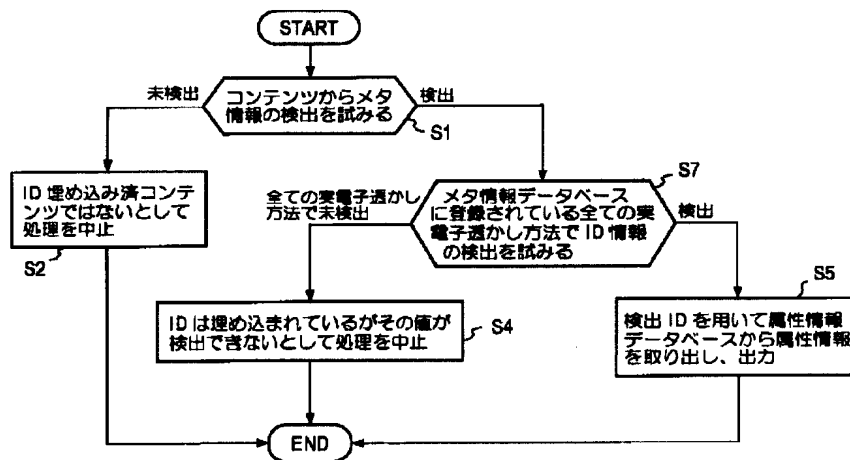 START
コンテンツからメタ
情報の検出を試みる
未検出
検出
S1
ID 埋め込み済コンテ
ンツではないとして
処理を中止
S2
S7
メタ情報データベース
に登録されている全ての実
電子透かし方法で ID 情報
の検出を試みる
全ての実電子透かし
方法で未検出
検出
S5
ID は埋め込まれているがその値が
検出できないとして処理を中止
S4
検出 ID を用いて属性情報
データベースから属性情報
を取り出し、出力
END